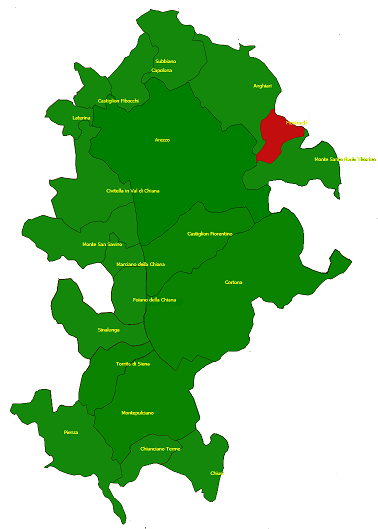 Subbiano
Capolona
Anghiari
Castiglion Fibocchi
Laterina
Arezzo
Monte Santa Maria Tiberina
Civitella in Val di Chiana
Castiglion Fiorentino
Monte San Savino
Marciano della Chiana
Cortona
Foiano della Chiana
Sinalunga
Torrita di Siena
Montepulciano
Pienza
Chianciano Terme
Chiusi